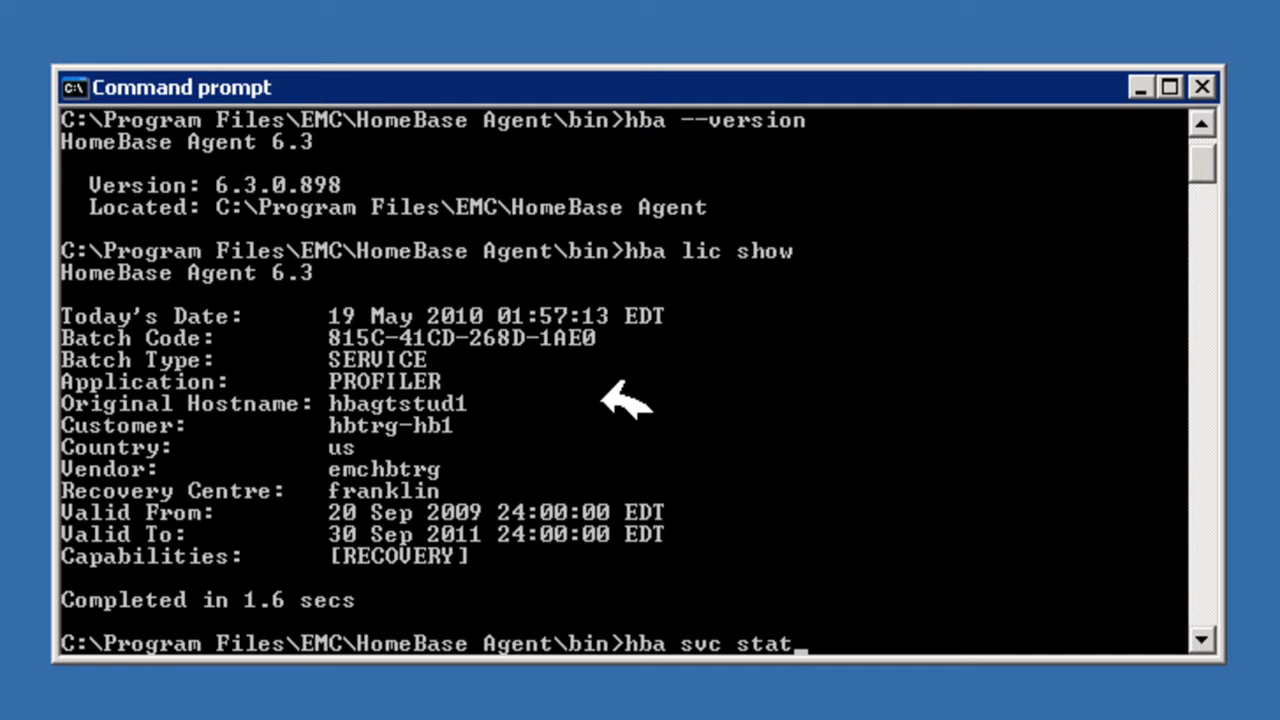 Command prompt
C:\Program Files\EMC\HomeBase Agent\bin>hba --version
HomeBase Agent 6.3
Version: 6.3.0.898
Located: C:\Program Files\EMC\HomeBase Agent
C:\Program Files\EMC\HomeBase Agent\bin>hba lic show
HomeBase Agent 6.3
Today's Date: 19 May 2010 01:57:13 EDT
Batch Code: 815C-41CD-268D-1AE0
Batch Type: SERVICE
Application: PROFILER
Original Hostname: hbagtstud1
Customer: hbtrg-hb1
Country: us
Vendor: emchbtrg
Recovery Centre: franklin
Valid From: 20 Sep 2009 24:00:00 EDT
Valid To: 30 Sep 2011 24:00:00 EDT
Capabilities: [RECOVERY]
Completed in 1.6 secs
C:\Program Files\EMC\HomeBase Agent\bin>hba svc stat_